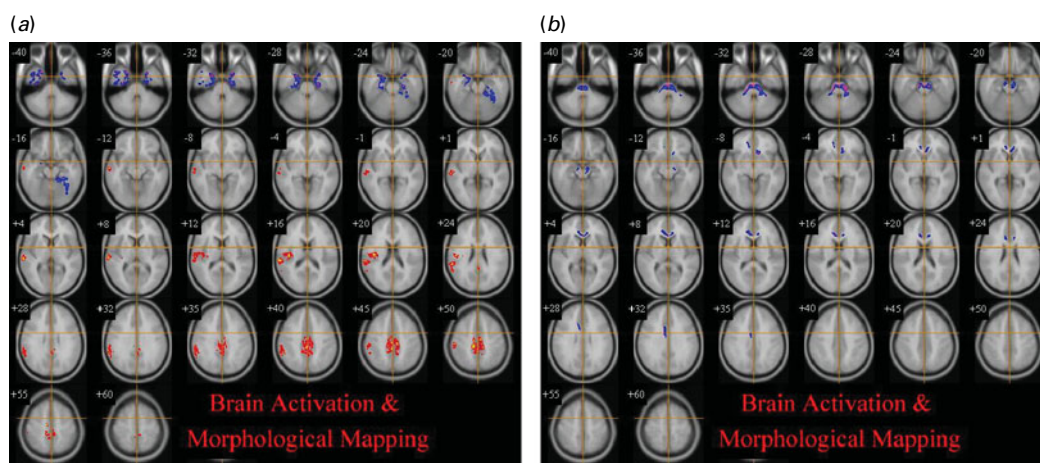 (a)
-40 -36 -32 -28 -24 -20
-16 -12 -8 -4 -1 +1
+4 +8 +12 +16 +20 +24
+28 +32 +35 +40 +45 +50
+55 +60
Brain Activation &
Morphological Mapping
(b)
-40 -36 -32 -28 -24 -20
-16 -12 -8 -4 -1 +1
+4 +8 +12 +16 +20 +24
+28 +32 +35 +40 +45 +50
+55 +60
Brain Activation &
Morphological Mapping